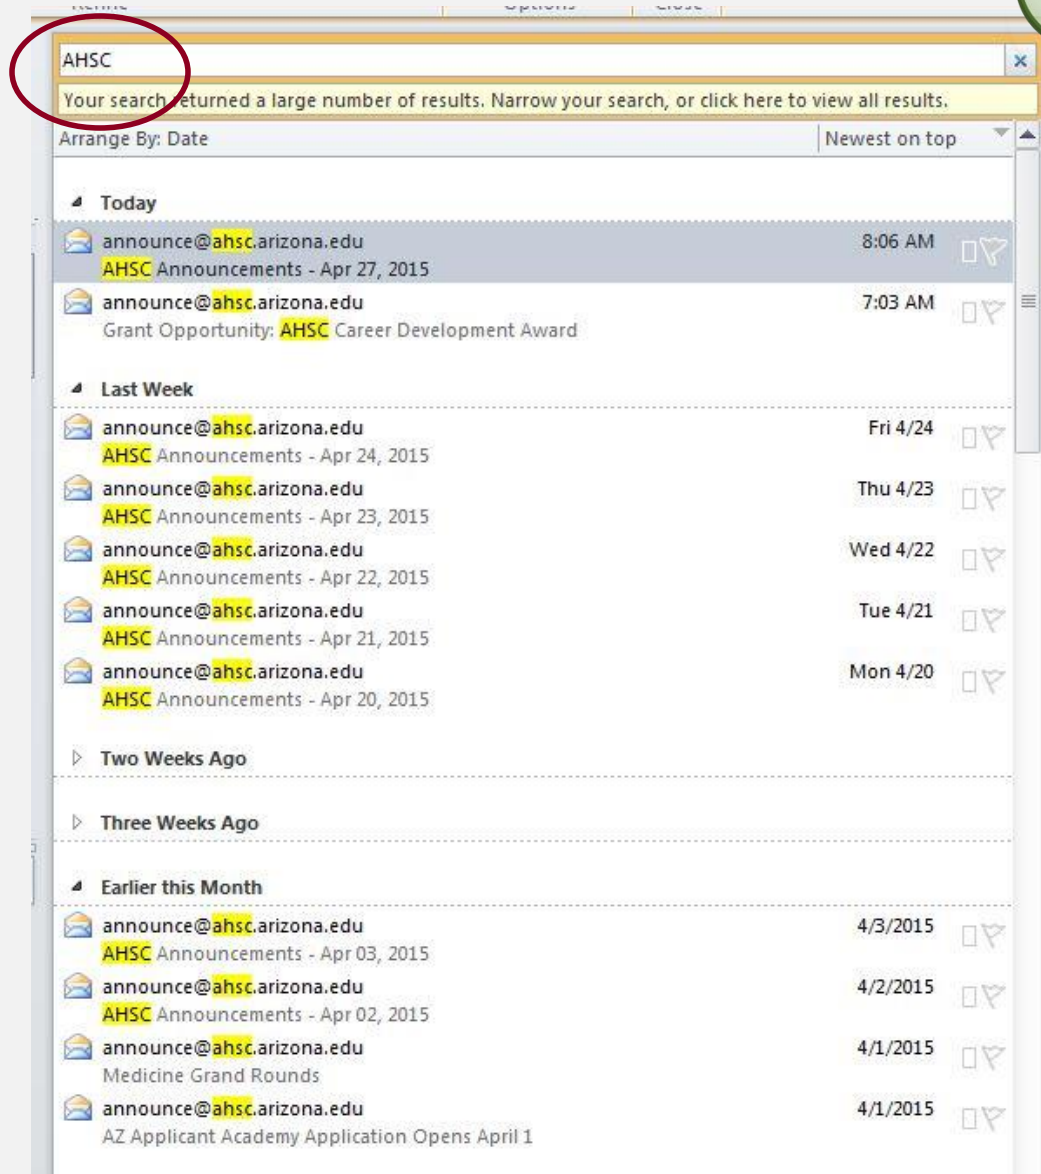 Refine Options Close
AHSC
Your search returned a large number of results. Narrow your search, or click here to view all results.
Arrange By: Date Newest on top
Today
announce@ahsc.arizona.edu 8:06 AM
AHSC Announcements - Apr 27, 2015
announce@ahsc.arizona.edu 7:03 AM
Grant Opportunity: AHSC Career Development Award
Last Week
announce@ahsc.arizona.edu Fri 4/24
AHSC Announcements - Apr 24, 2015
announce@ahsc.arizona.edu Thu 4/23
AHSC Announcements - Apr 23, 2015
announce@ahsc.arizona.edu Wed 4/22
AHSC Announcements - Apr 22, 2015
announce@ahsc.arizona.edu Tue 4/21
AHSC Announcements - Apr 21, 2015
announce@ahsc.arizona.edu Mon 4/20
AHSC Announcements - Apr 20, 2015
Two Weeks Ago
Three Weeks Ago
Earlier this Month
announce@ahsc.arizona.edu 4/3/2015
AHSC Announcements - Apr 03, 2015
announce@ahsc.arizona.edu 4/2/2015
AHSC Announcements - Apr 02, 2015
announce@ahsc.arizona.edu 4/1/2015
Medicine Grand Rounds
announce@ahsc.arizona.edu 4/1/2015
AZ Applicant Academy Application Opens April 1